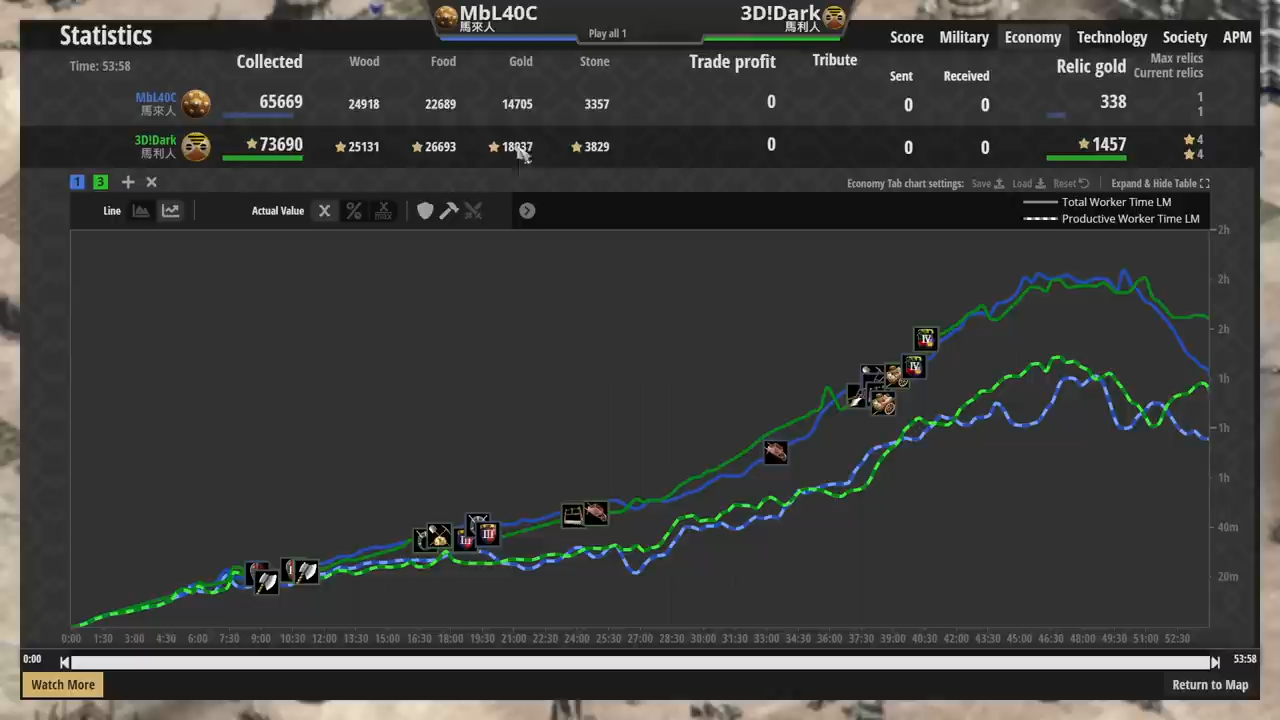 MbL40C
馬來人
Play all 1
3D!Dark
馬利人
Statistics
Score Military Economy Technology Society APM
Time: 53:58
Collected Wood Food Gold Stone Trade profit Tribute Sent Received Relic gold Max relics
Current relics
MbL40C
馬來人
65669 24918 22689 14705 3357 0 0 0 338 1
1
3D!Dark
馬利人
73690 25131 26693 18037 3829 0 0 0 1457 4
4
1 3
Economy Tab chart settings: Save Load Reset Expand & Hide Table
Line Actual Value X % X max
Total Worker Time LM
Productive Worker Time LM
2h
2h
2h
1h
1h
1h
40m
20m
IV
IV
III
III
0:00 1:30 3:00 4:30 6:00 7:30 9:00 10:30 12:00 13:30 15:00 16:30 18:00 19:30 21:00 22:30 24:00 25:30 27:00 28:30 30:00 31:30 33:00 34:30 36:00 37:30 39:00 40:30 42:00 43:30 45:00 46:30 48:00 49:30 51:00 52:30
0:00 53:58
Watch More Return to Map